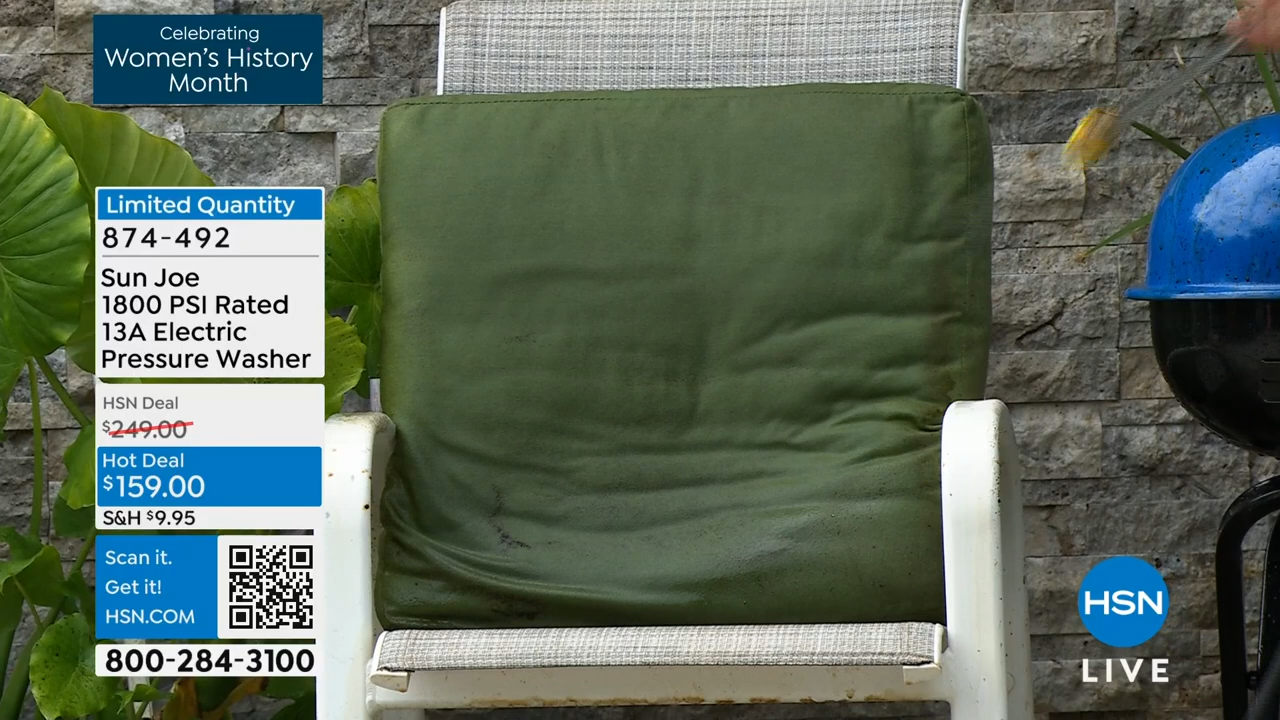 Celebrating
Women's History
Month
Limited Quantity
874-492
Sun Joe
1800 PSI Rated
13A Electric
Pressure Washer
HSN Deal
$249.00
Hot Deal
$159.00
S&H $9.95
Scan it.
Get it!
HSN.COM
800-284-3100
HSN
LIVE